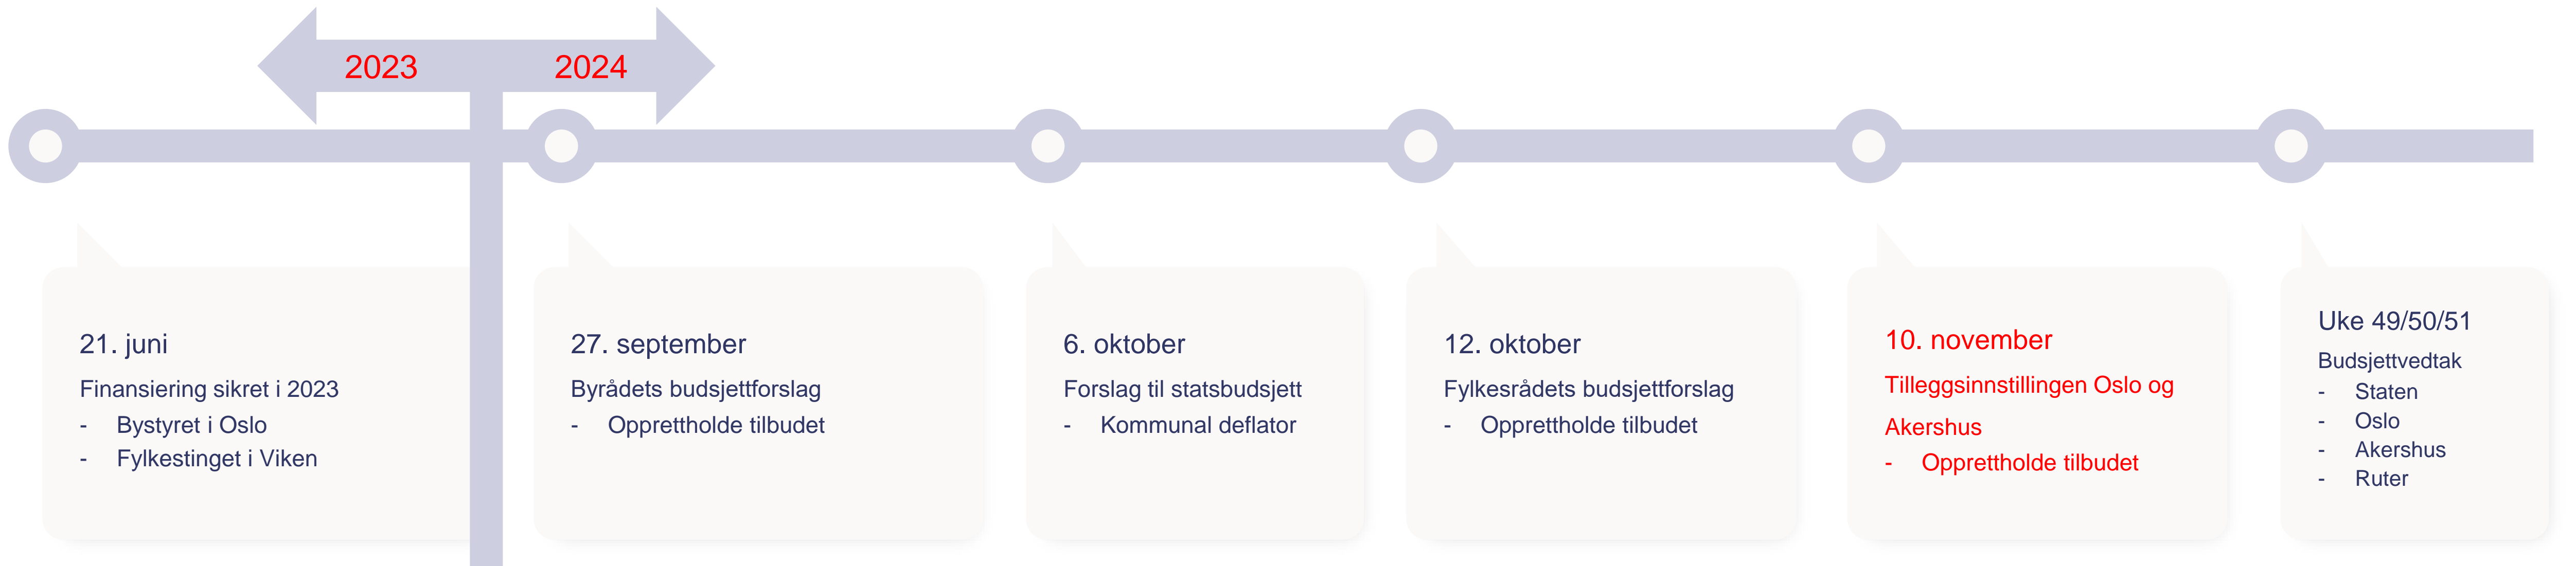 2023
2024
21. juni
Finansiering sikret i 2023
- Bystyret i Oslo
- Fylkestinget i Viken
27. september
Byrådets budsjettforslag
- Opprettholde tilbudet
6. oktober
Forslag til statsbudsjett
- Kommunal deflator
12. oktober
Fylkesrådets budsjettforslag
- Opprettholde tilbudet
10. november
Tilleggsinnstillingen Oslo og
Akershus
- Opprettholde tilbudet
Uke 49/50/51
Budsjettvedtak
- Staten
- Oslo
- Akershus
- Ruter